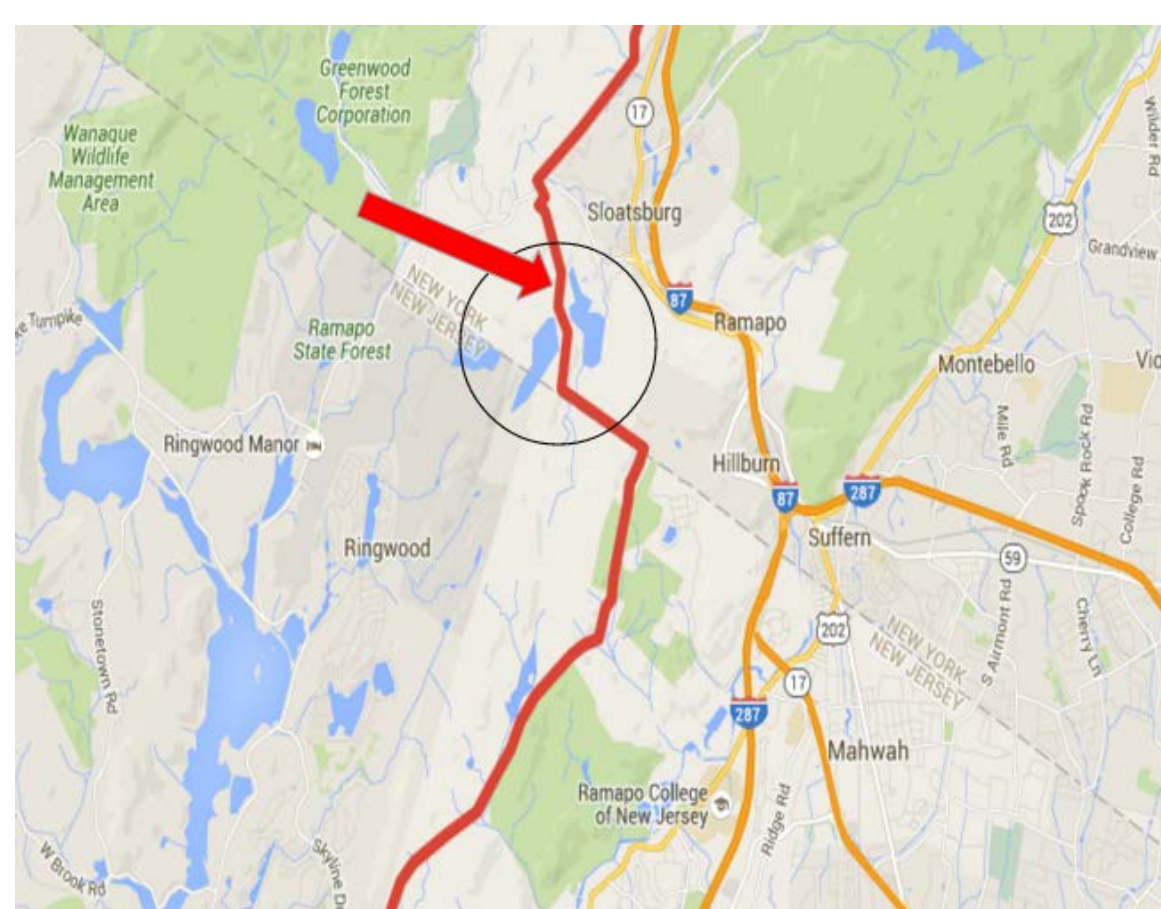 Greenwood
Forest
Corporation
17
Wilder Rd
Wanaque
Wildlife
Management
Area
Sloatsburg
202
Grandview
NEW YORK
NEW JERSEY
87
Ramapo
ke Turnpike
Ramapo
State Forest
Montebello
Vio
Ringwood Manor
Mile Rd
Spook Rock Rd
College Rd
Hillburn
87
287
Suffern
Ringwood
59
Stonetown Rd
202
NEW YORK
NEW JERSEY
S Airmont Rd
Cherry Ln
17
287
Mahwah
Ramapo College
of New Jersey
Ridge Rd
W Brook Rd
Skyline D